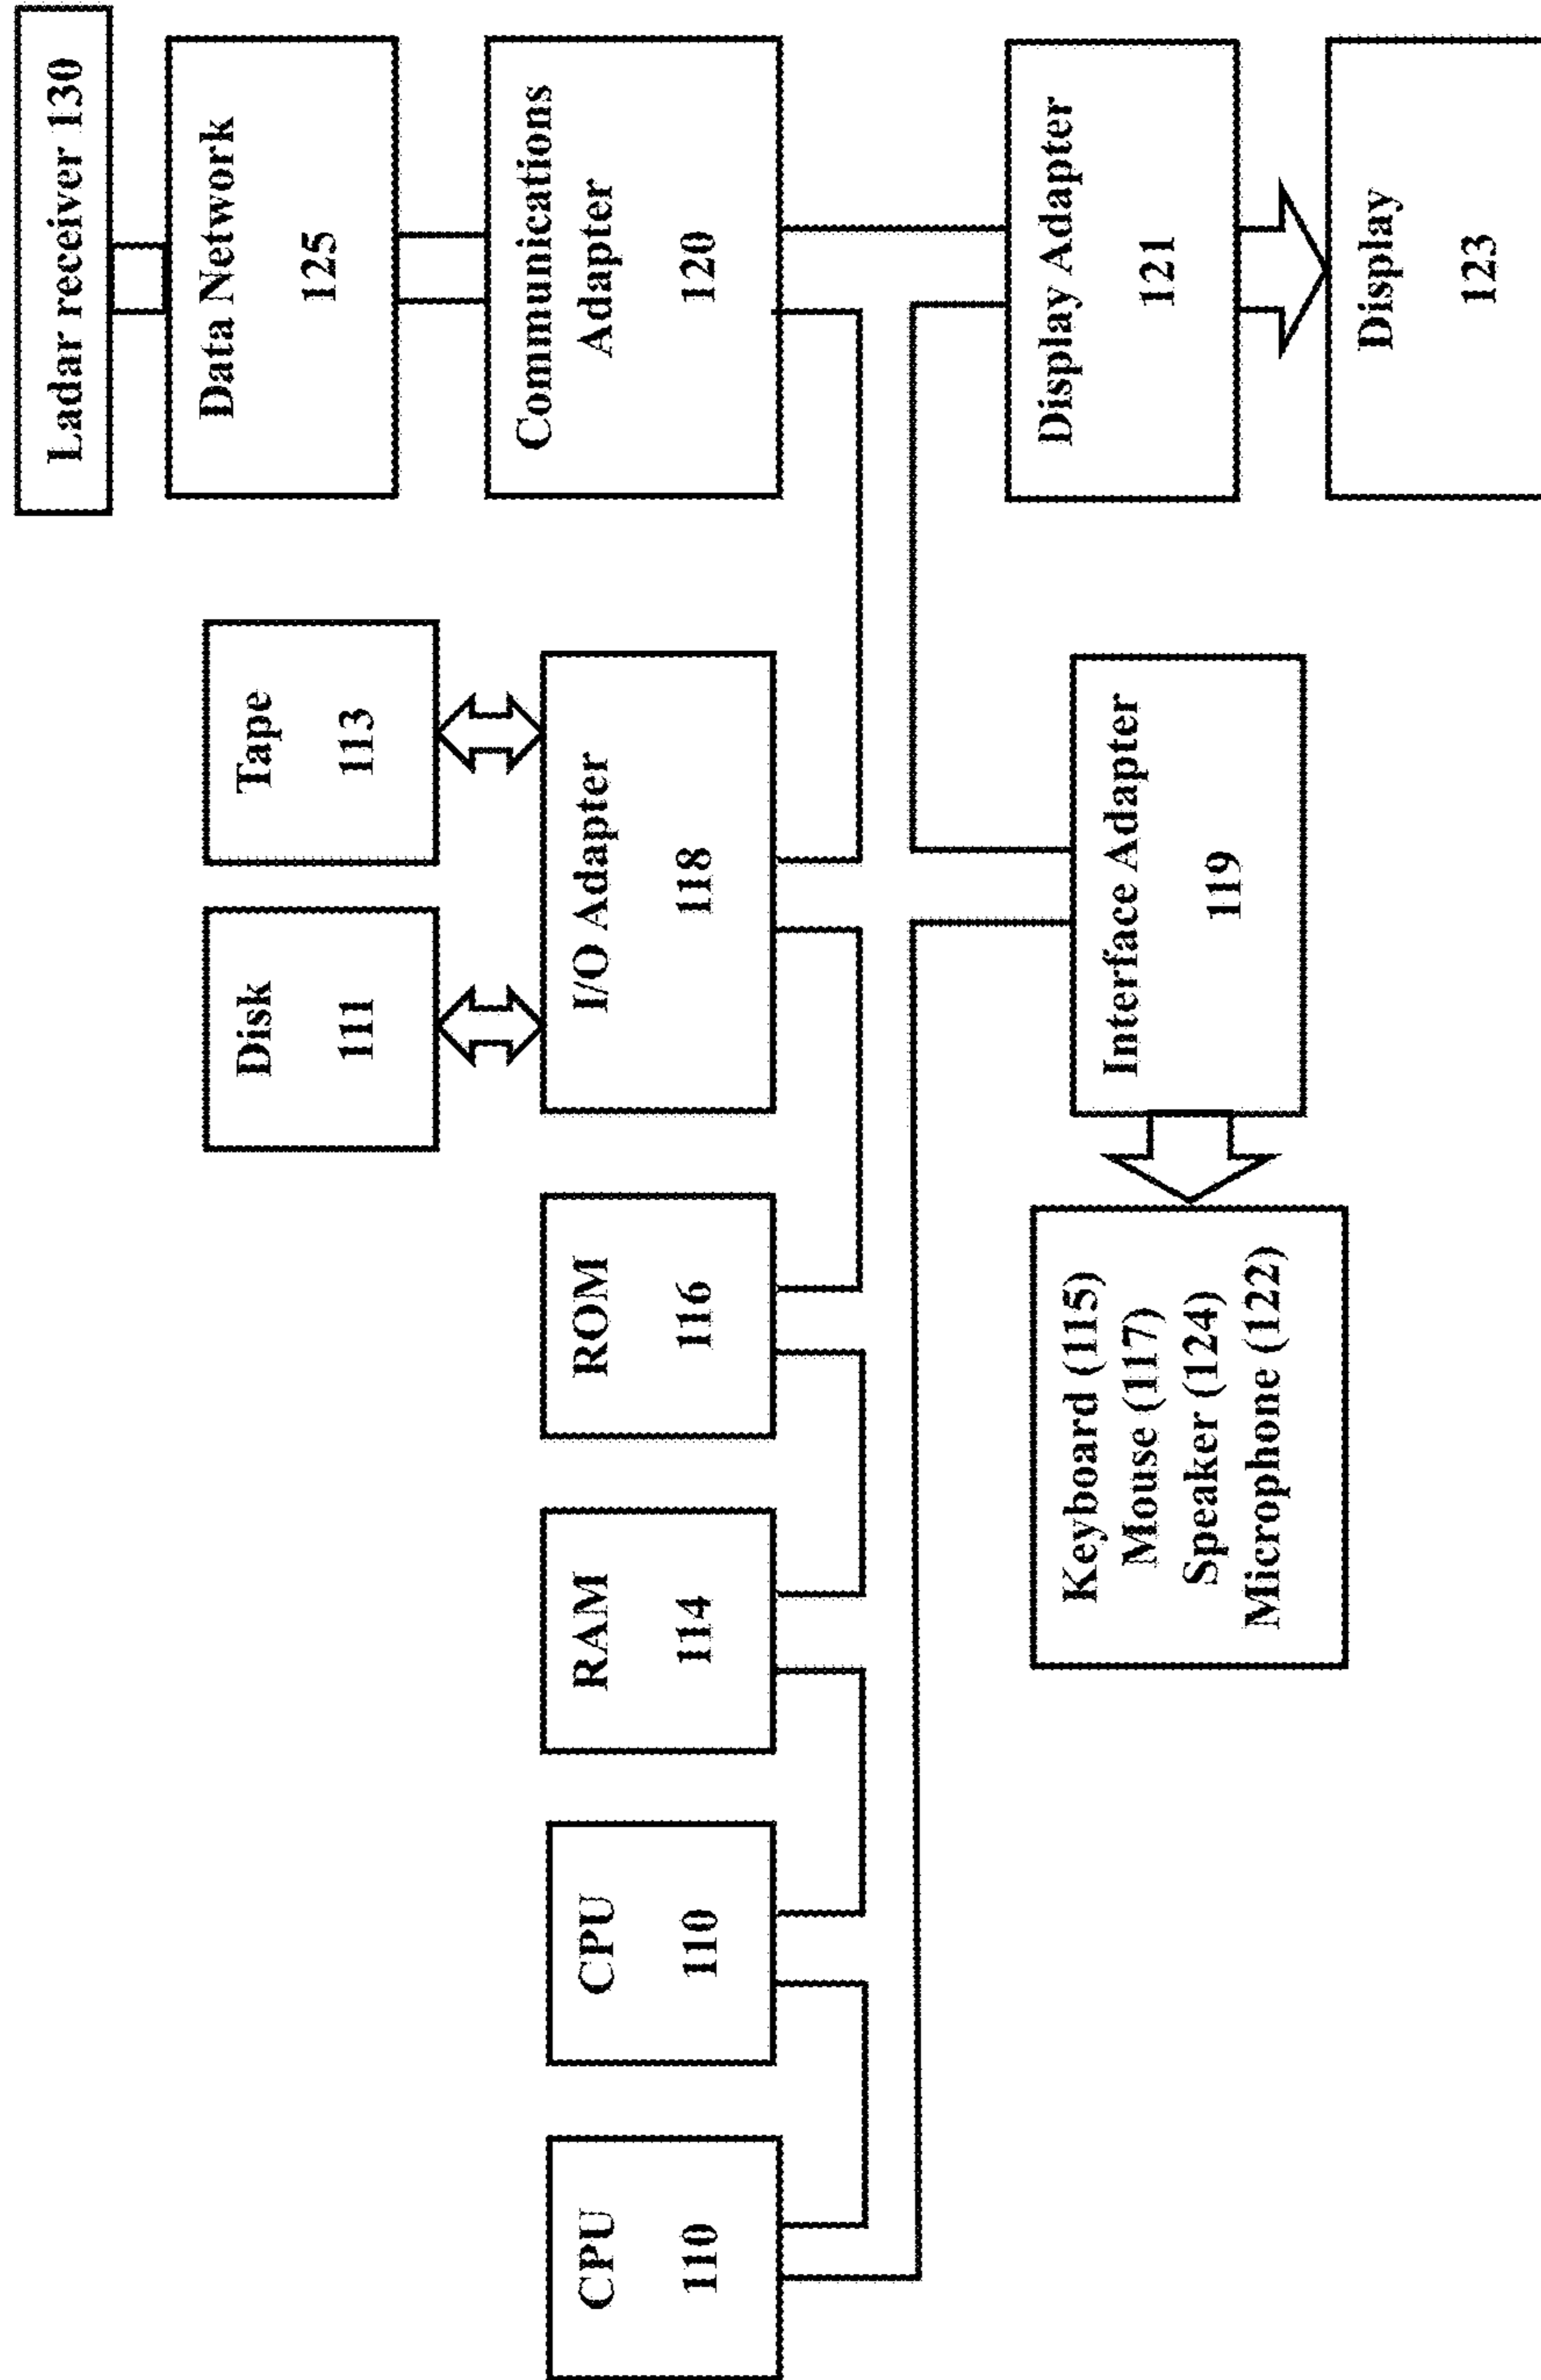 CPU
110
CPU
110
RAM
114
ROM
116
Disk
111
Tape
113
I/O Adapter
118
Ladar receiver 130
Data Network
125
Communications
Adapter
120
Keyboard (115)
Mouse (117)
Speaker (124)
Microphone (122)
Interface Adapter
119
Display Adapter
121
Display
123